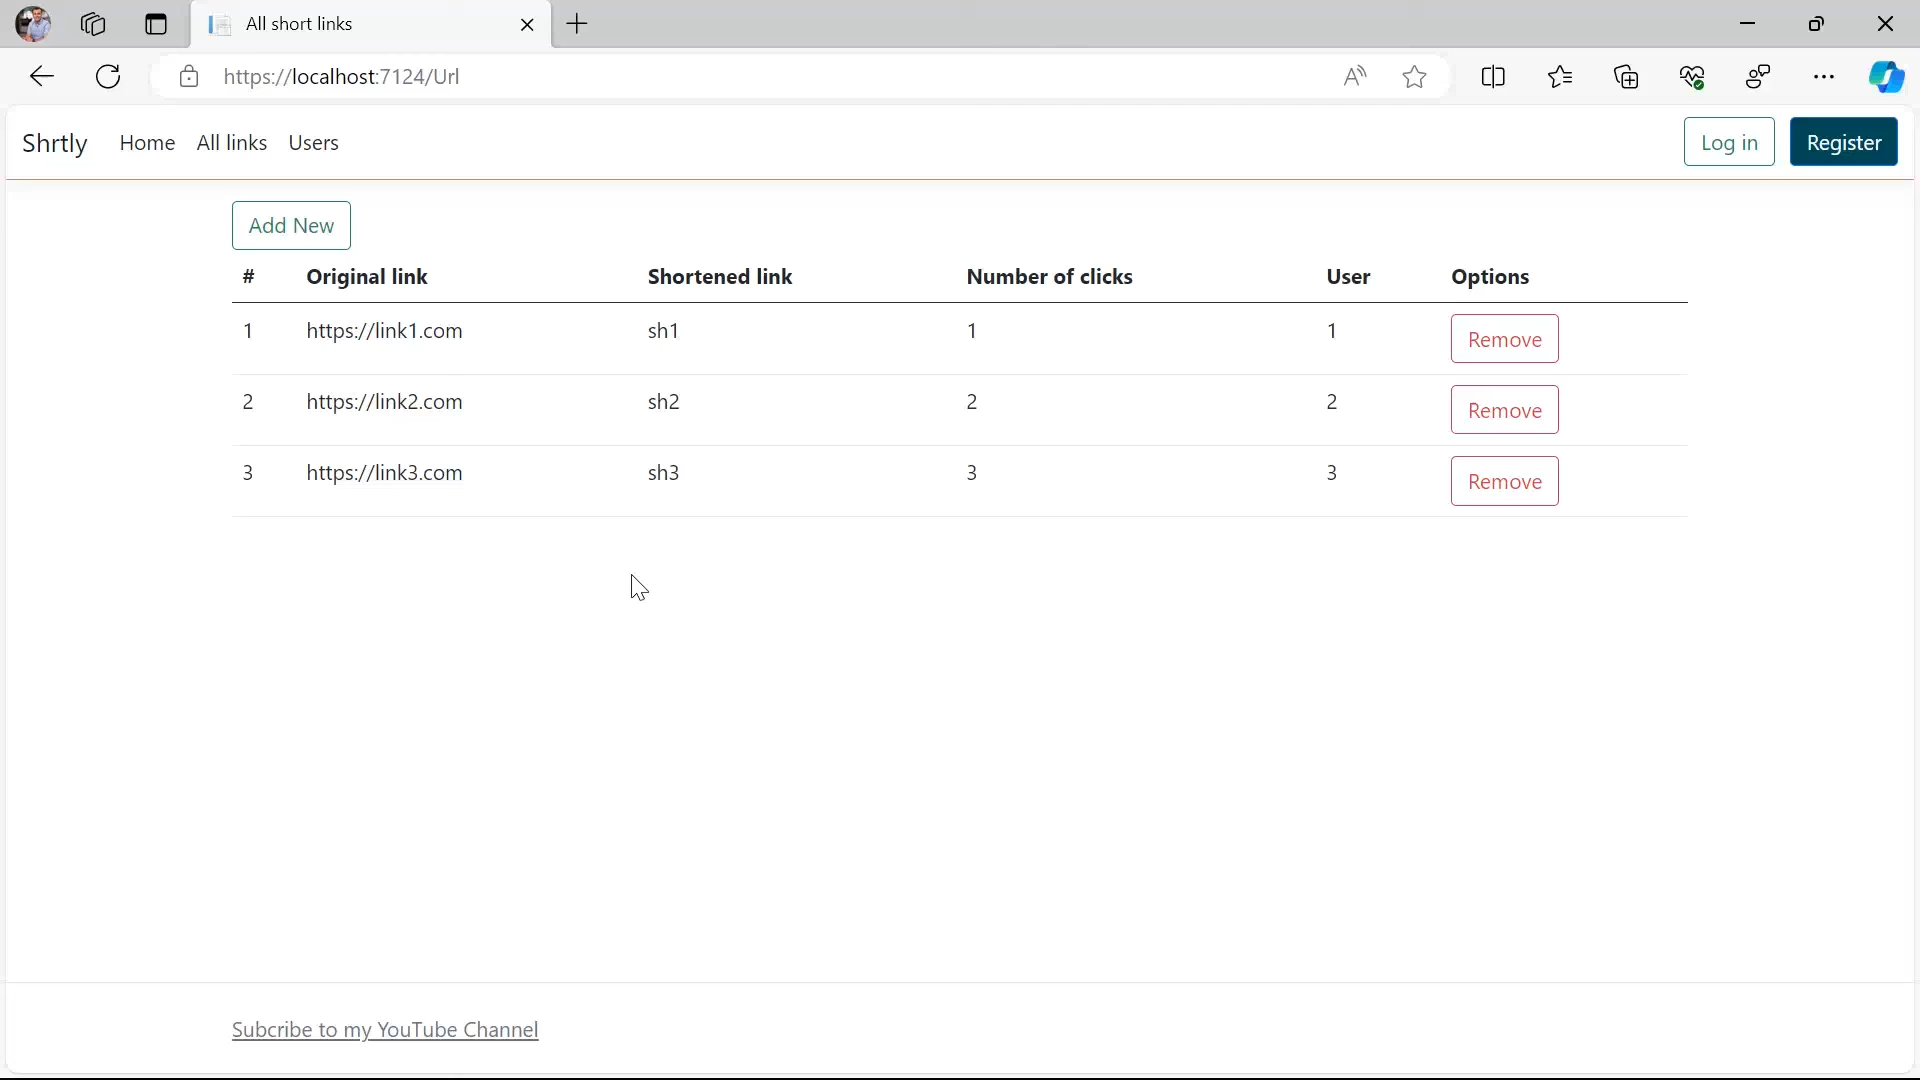 All short links
https://localhost:7124/Url
Shrtly Home All links Users Log in Register
Add New
# Original link Shortened link Number of clicks User Options
1 https://link1.com sh1 1 1 Remove
2 https://link2.com sh2 2 2 Remove
3 https://link3.com sh3 3 3 Remove
Subcribe to my YouTube Channel